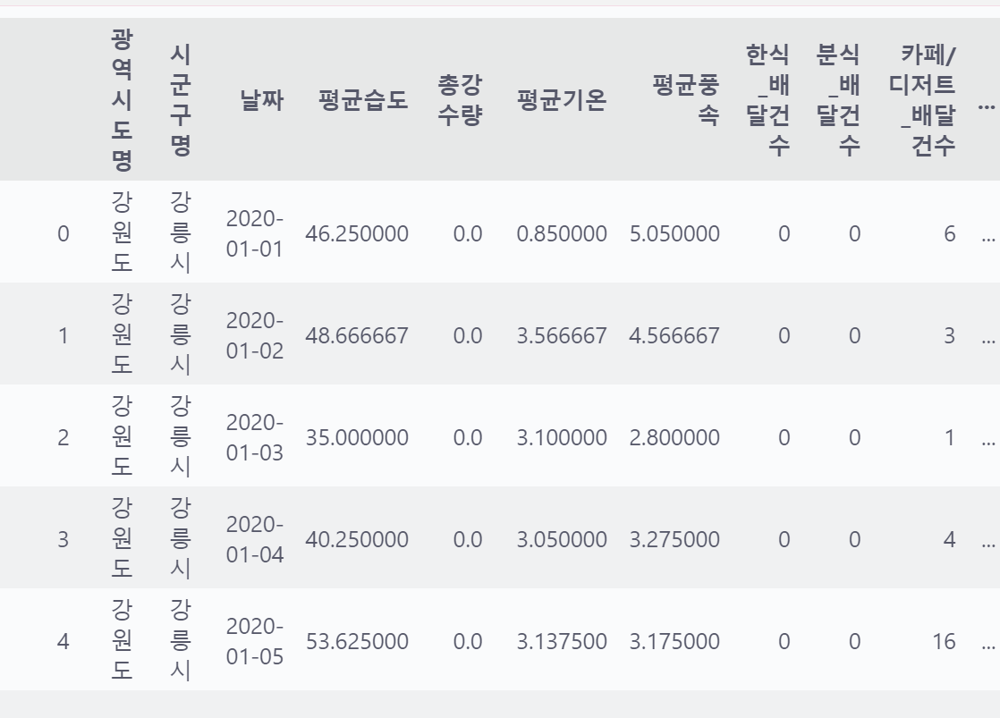 광역시도명 시군구명 날짜 평균습도 총강수량 평균기온 평균풍속 한식_배달건수 분식_배달건수 카페/디저트_배달건수 ...
0 강원도 강릉시 2020-01-01 46.250000 0.0 0.850000 5.050000 0 0 6 ...
1 강원도 강릉시 2020-01-02 48.666667 0.0 3.566667 4.566667 0 0 3 ...
2 강원도 강릉시 2020-01-03 35.000000 0.0 3.100000 2.800000 0 0 1 ...
3 강원도 강릉시 2020-01-04 40.250000 0.0 3.050000 3.275000 0 0 4 ...
4 강원도 강릉시 2020-01-05 53.625000 0.0 3.137500 3.175000 0 0 16 ...